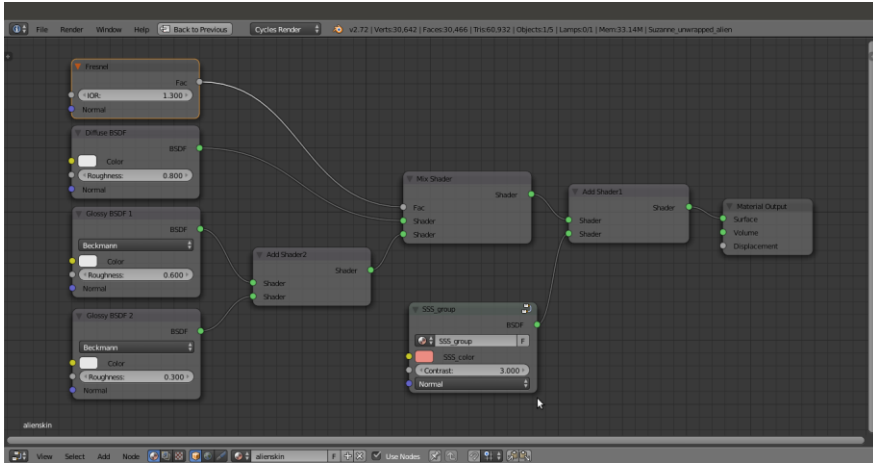 File Render Window Help Back to Previous Cycles Render v2.72 | Verts:30,642 | Faces:30,466 | Tris:60,932 | Objects:1/5 | Lamps:0/1 | Mem:33.14M | Suzanne_unwrapped_alien
Fresnel
Fac
IOR: 1.300
Normal
Diffuse BSDF
BSDF
Color
Roughness: 0.800
Normal
Glossy BSDF 1
BSDF
Beckmann
Color
Roughness: 0.600
Normal
Glossy BSDF 2
BSDF
Beckmann
Color
Roughness: 0.300
Normal
Add Shader2
Shader
Shader
Shader
Mix Shader
Shader
Fac
Shader
Shader
SSS_group
BSDF
SSS_group F
SSS_color
Contrast: 3.000
Normal
Add Shader1
Shader
Shader
Shader
Material Output
Surface
Volume
Displacement
alienskin
View Select Add Node alienskin F Use Nodes